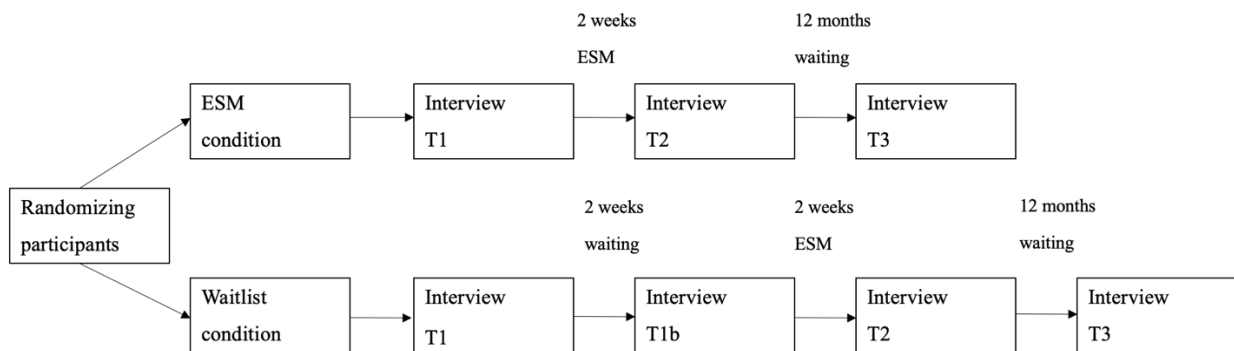 2 weeks
ESM
12 months
waiting
ESM
condition
Interview
T1
Interview
T2
Interview
T3
Randomizing
participants
2 weeks
waiting
2 weeks
ESM
12 months
waiting
Waitlist
condition
Interview
T1
Interview
T1b
Interview
T2
Interview
T3